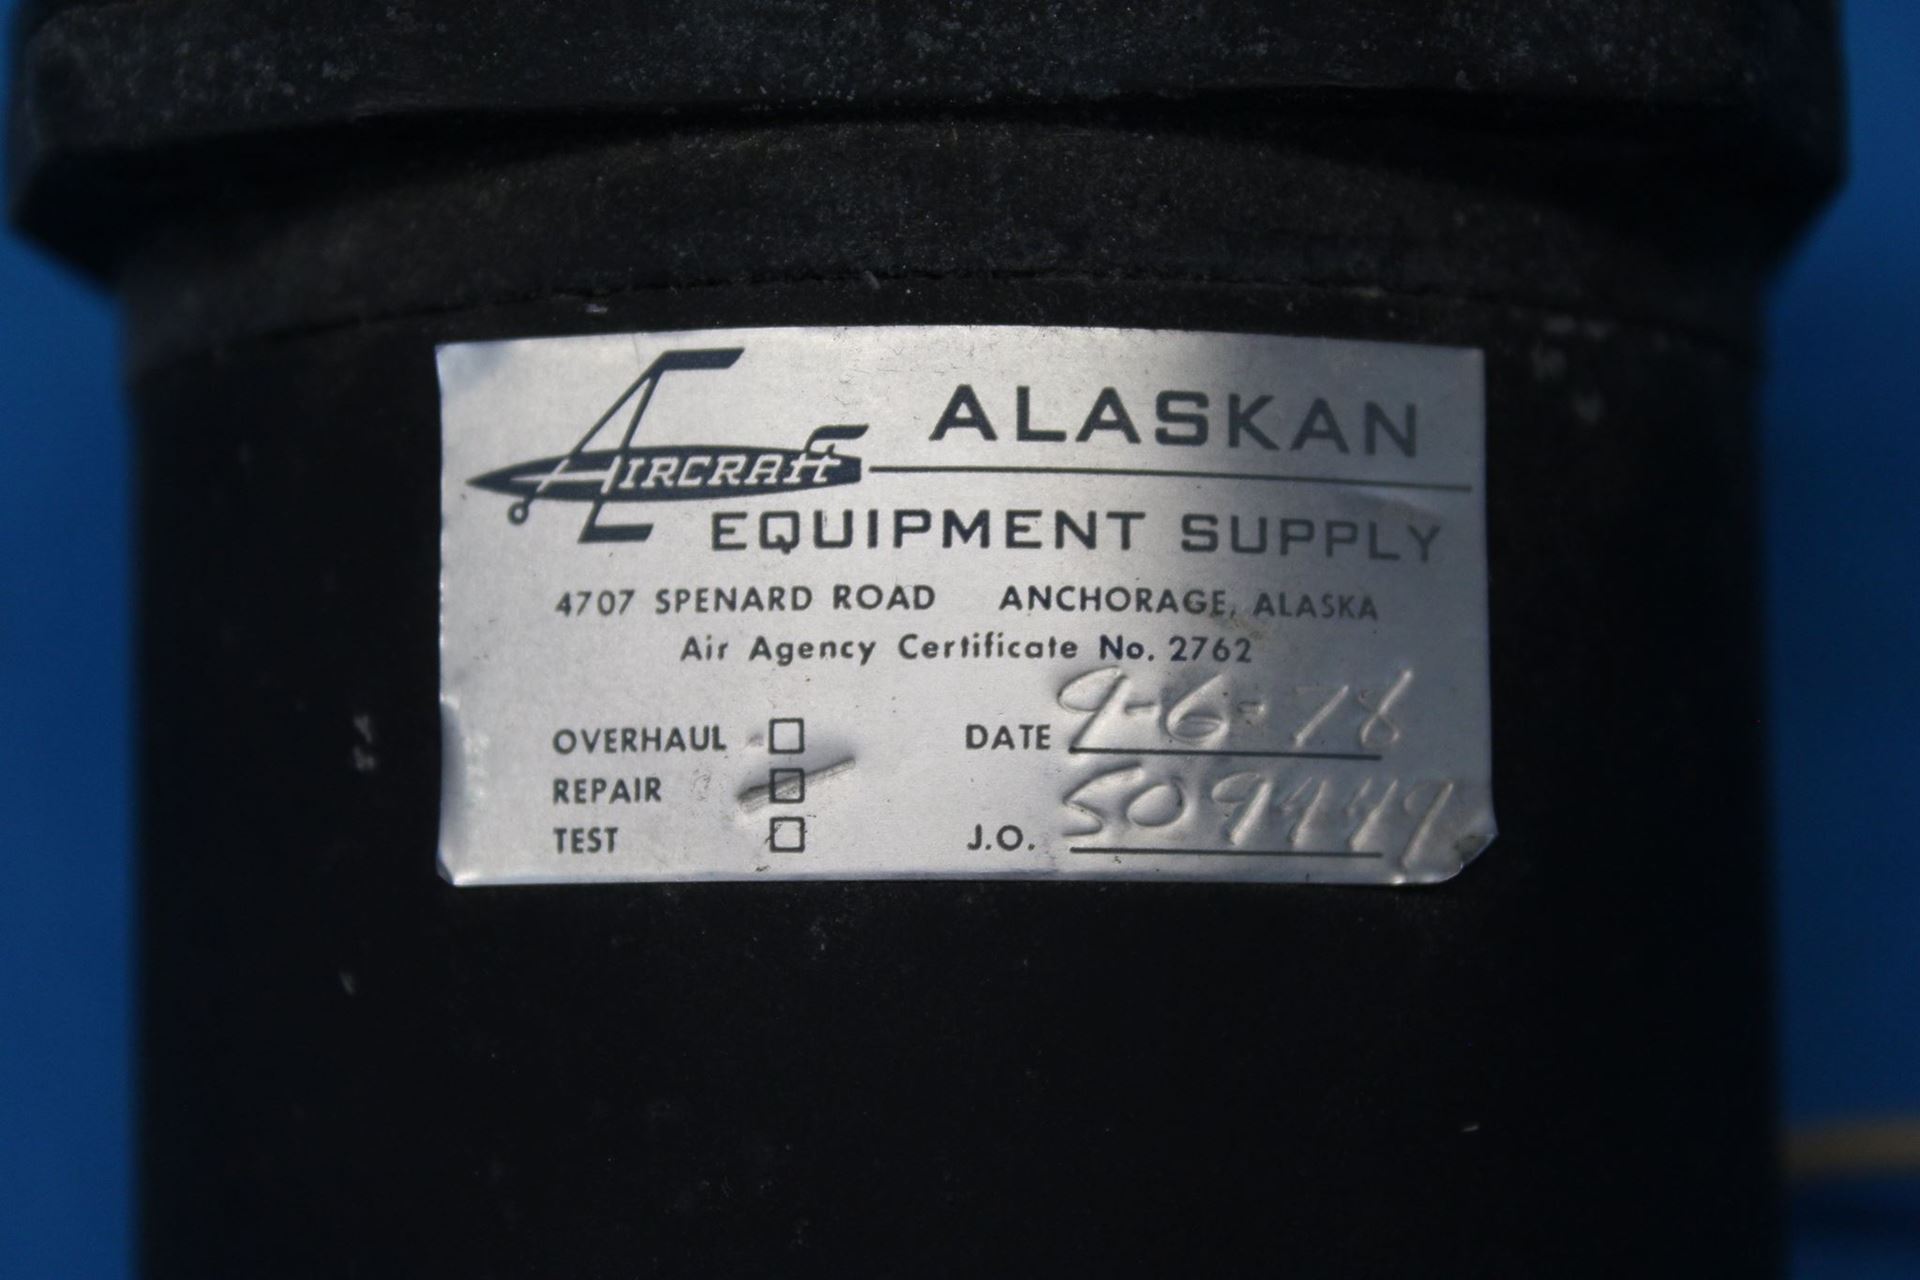 AIRCRAft
ALASKAN
EQUIPMENT SUPPLY
4707 SPENARD ROAD ANCHORAGE, ALASKA
Air Agency Certificate No. 2762
OVERHAUL DATE 9-6-78
REPAIR
TEST J.O.